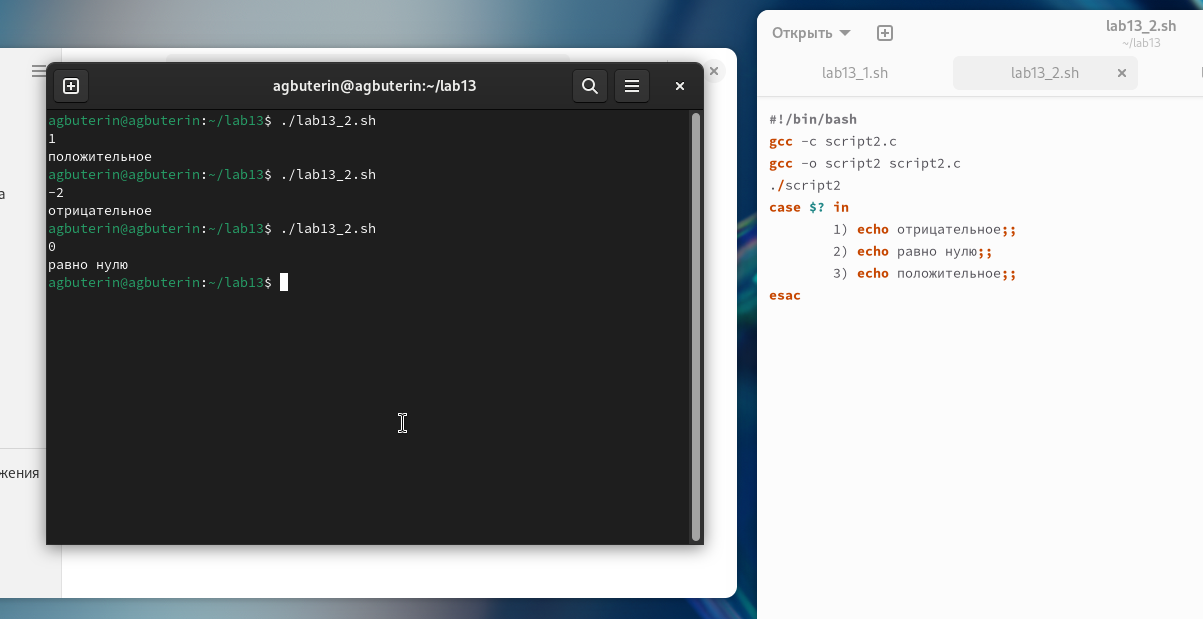 agbuterin@agbuterin:~/lab13
agbuterin@agbuterin:~/lab13$ ./lab13_2.sh
1
положительное
agbuterin@agbuterin:~/lab13$ ./lab13_2.sh
-2
отрицательное
agbuterin@agbuterin:~/lab13$ ./lab13_2.sh
0
равно нулю
agbuterin@agbuterin:~/lab13$
а
жения
Открыть
lab13_2.sh
~/lab13
lab13_1.sh
lab13_2.sh
#!/bin/bash
gcc -c script2.c
gcc -o script2 script2.c
./script2
case $? in
1) echo отрицательное;;
2) echo равно нулю;;
3) echo положительное;;
esac